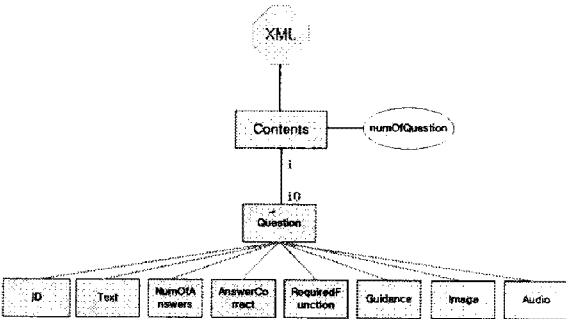 XML
Contents
numOfQuestion
1
10
Question
ID
Text
NumOfA
nswers
AnswerCo
rrect
RequiredF
unction
Guidance
Image
Audio